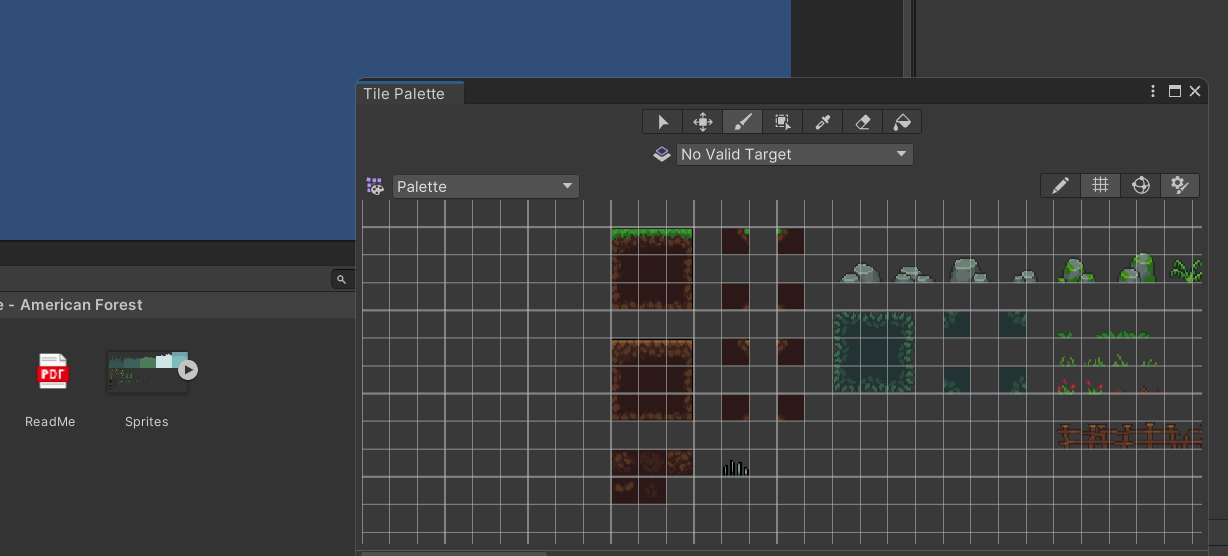 Tile Palette
No Valid Target
Palette
e - American Forest
PDF
ReadMe
Sprites